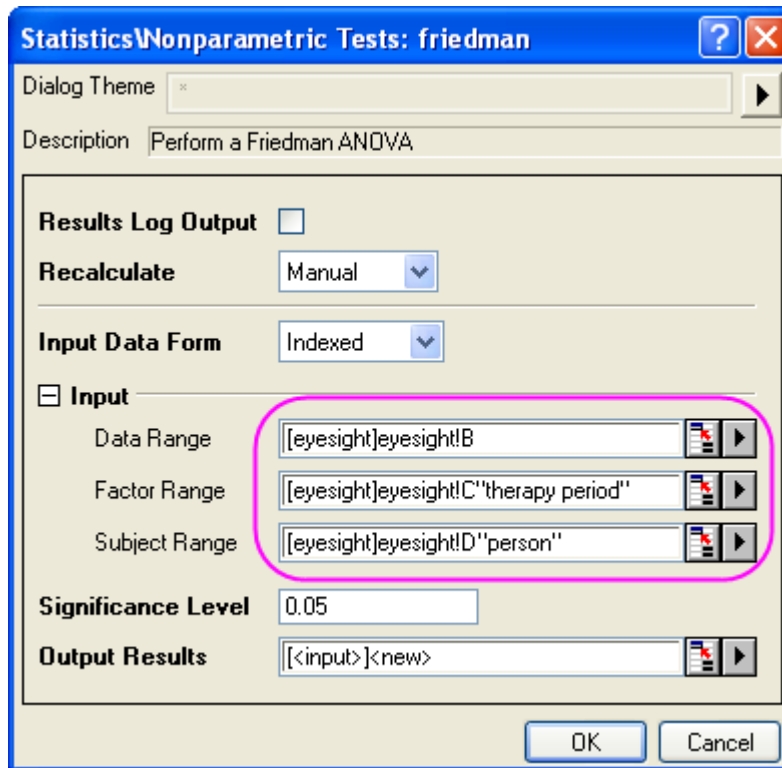 Statistics\Nonparametric Tests: friedman
Dialog Theme *
Description Perform a Friedman ANOVA
Results Log Output
Recalculate Manual
Input Data Form Indexed
Input
Data Range [eyesight]eyesight!B
Factor Range [eyesight]eyesight!C"therapy period"
Subject Range [eyesight]eyesight!D"person"
Significance Level 0.05
Output Results [<input>]<new>
OK Cancel